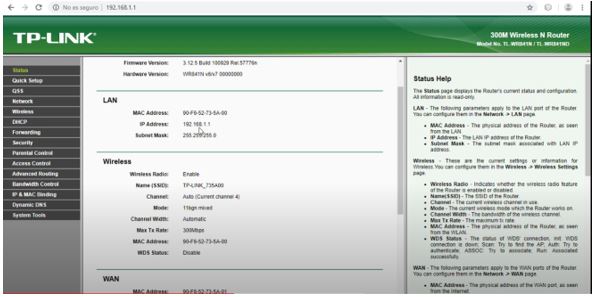 No es seguro | 192.168.1.1
TP-LINK®
300M Wireless N Router
Model No. TL-WR841N / TL-WR841ND
Status
Quick Setup
QSS
Network
Wireless
DHCP
Forwarding
Security
Parental Control
Access Control
Advanced Routing
Bandwidth Control
IP & MAC Binding
Dynamic DNS
System Tools
Firmware Version: 3.12.5 Build 100929 Rel.57776n
Hardware Version: WR841N v6/v7 00000000
LAN
MAC Address: 90-F6-52-73-5A-00
IP Address: 192.168.1.1
Subnet Mask: 255.255.255.0
Wireless
Wireless Radio: Enable
Name (SSID): TP-LINK_735A00
Channel: Auto (Current channel 4)
Mode: 11bgn mixed
Channel Width: Automatic
Max Tx Rate: 300Mbps
MAC Address: 90-F6-52-73-5A-00
WDS Status: Disable
WAN
MAC Address: 90-F6-52-73-5A-01
Status Help
The Status page displays the Router's current status and configuration.
All information is read-only.
LAN - The following parameters apply to the LAN port of the Router.
You can configure them in the Network -> LAN page.
• MAC Address - The physical address of the Router, as seen
from the LAN.
• IP Address - The LAN IP address of the Router.
• Subnet Mask - The subnet mask associated with LAN IP
address.
Wireless - These are the current settings or information for
Wireless. You can configure them in the Wireless -> Wireless Settings
page.
• Wireless Radio - Indicates whether the wireless radio feature
of the Router is enabled or disabled.
• Name(SSID) - The SSID of the Router.
• Channel - The current wireless channel in use.
• Mode - The current wireless mode which the Router works on.
• Channel Width - The bandwidth of the wireless channel.
• Max Tx Rate - The maximum tx rate.
• MAC Address - The physical address of the Router, as seen
from the WLAN.
• WDS Status - The status of WDS' connection, init: WDS
connection is down; Scan: Try to find the AP; Auth: Try to
authenticate; ASSOC: Try to associate; Run: Associated
successfully.
WAN - The following parameters apply to the WAN ports of the Router.
You can configure them in the Network -> WAN page.
• MAC Address - The physical address of the WAN port, as seen
from the Internet.